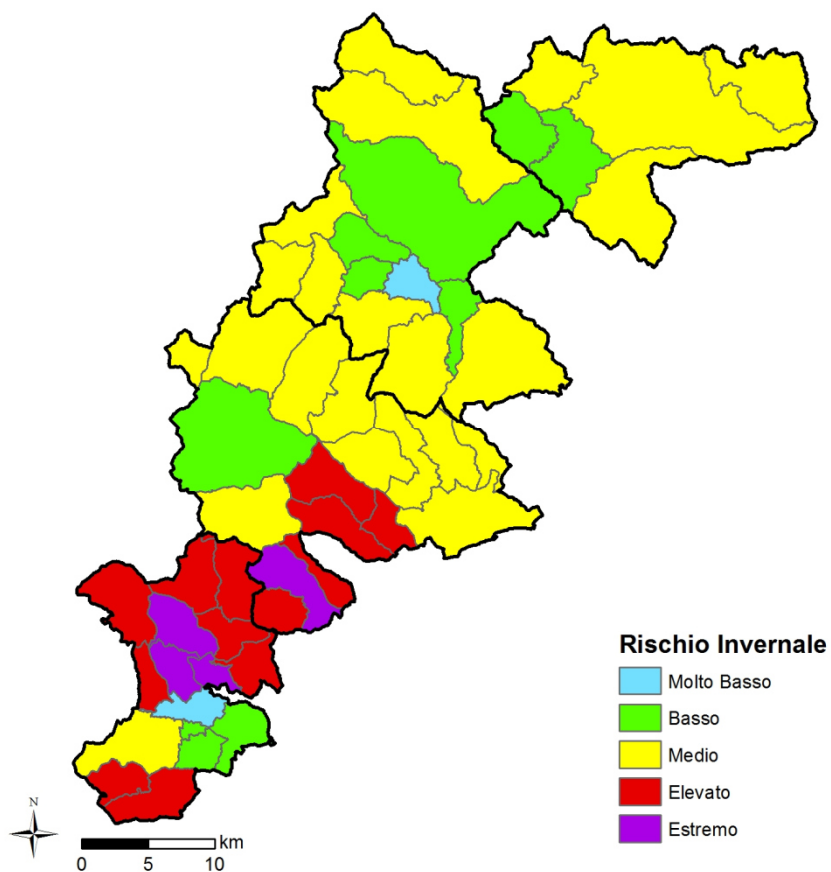 Rischio Invernale
Molto Basso
Basso
Medio
Elevato
Estremo
N
km
0 5 10